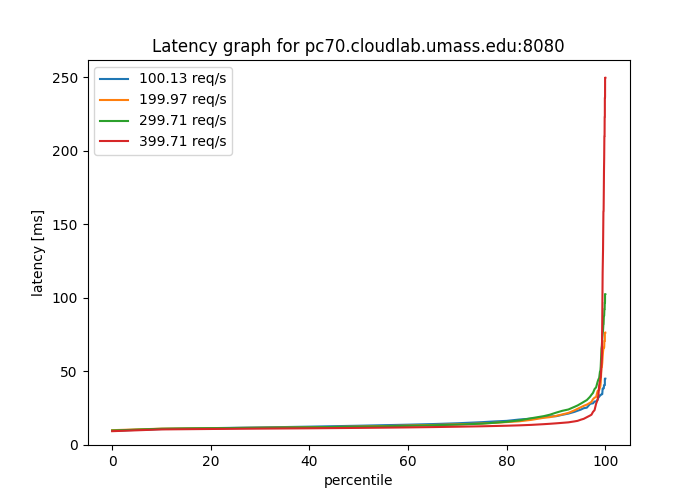 Latency graph for pc70.cloudlab.umass.edu:8080
100.13 req/s
199.97 req/s
299.71 req/s
399.71 req/s
latency [ms]
250
200
150
100
50
0
0 20 40 60 80 100
percentile